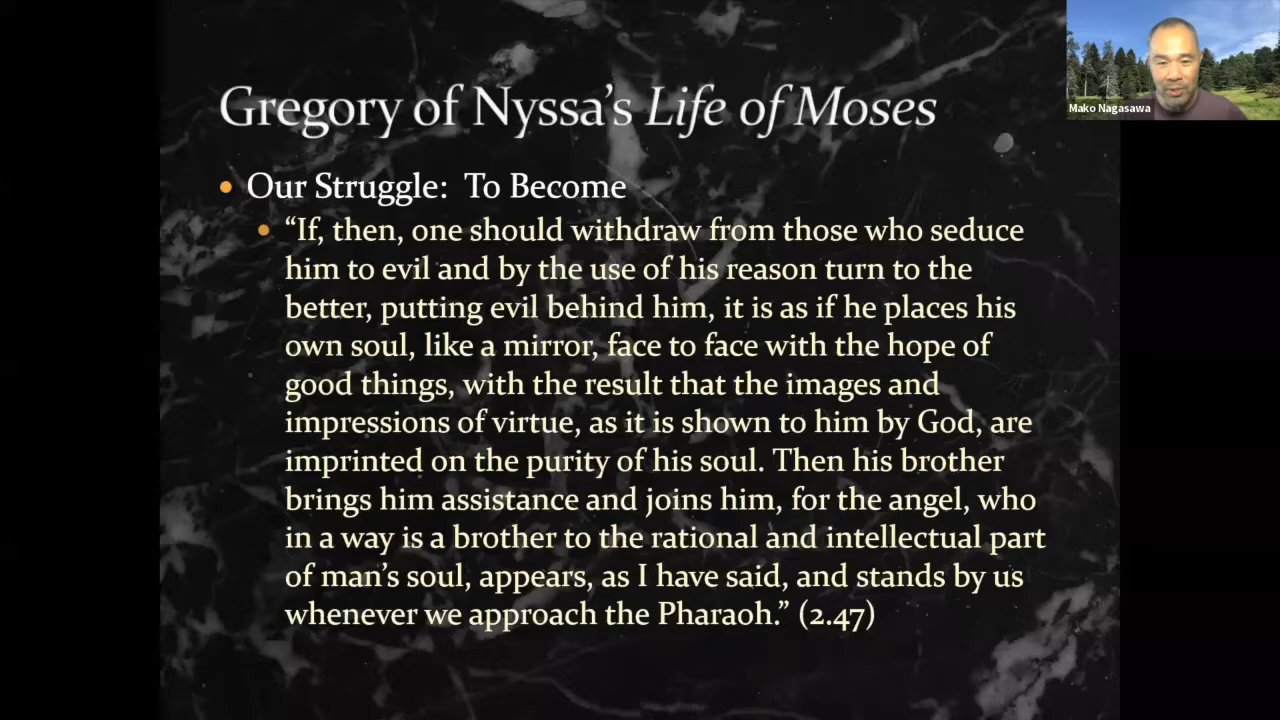 Gregory of Nyssa's Life of Moses
Mako Nagasawa
Our Struggle: To Become
“If, then, one should withdraw from those who seduce
him to evil and by the use of his reason turn to the
better, putting evil behind him, it is as if he places his
own soul, like a mirror, face to face with the hope of
good things, with the result that the images and
impressions of virtue, as it is shown to him by God, are
imprinted on the purity of his soul. Then his brother
brings him assistance and joins him, for the angel, who
in a way is a brother to the rational and intellectual part
of man’s soul, appears, as I have said, and stands by us
whenever we approach the Pharaoh.” (2.47)